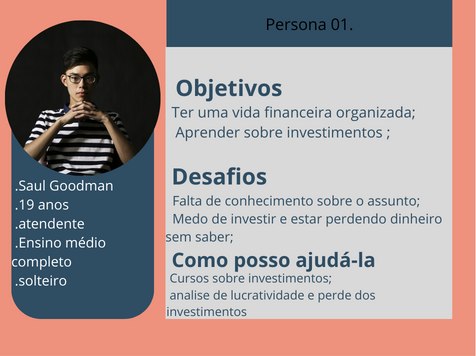 Persona 01.
.Saul Goodman
.19 anos
.atendente
.Ensino médio
completo
.solteiro
Objetivos
Ter uma vida financeira organizada;
Aprender sobre investimentos ;
Desafios
Falta de conhecimento sobre o assunto;
Medo de investir e estar perdendo dinheiro
sem saber;
Como posso ajudá-la
Cursos sobre investimentos;
analise de lucratividade e perde dos
investimentos